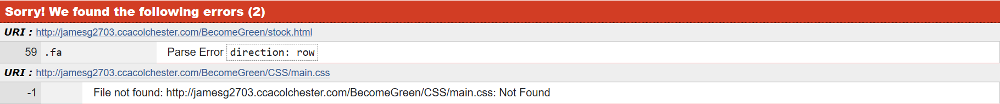 Sorry! We found the following errors (2)
URI : http://jamesg2703.ccacolchester.com/BecomeGreen/stock.html
59 .fa Parse Error direction: row
URI : http://jamesg2703.ccacolchester.com/BecomeGreen/CSS/main.css
-1 File not found: http://jamesg2703.ccacolchester.com/BecomeGreen/CSS/main.css: Not Found